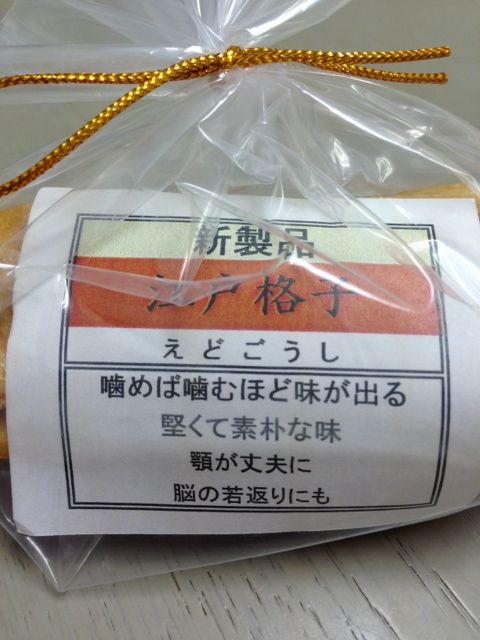 新製品
江戸格子
えどごうし
噛めば噛むほど味が出る
堅くて素朴な味
顎が丈夫に
脳の若返りにも